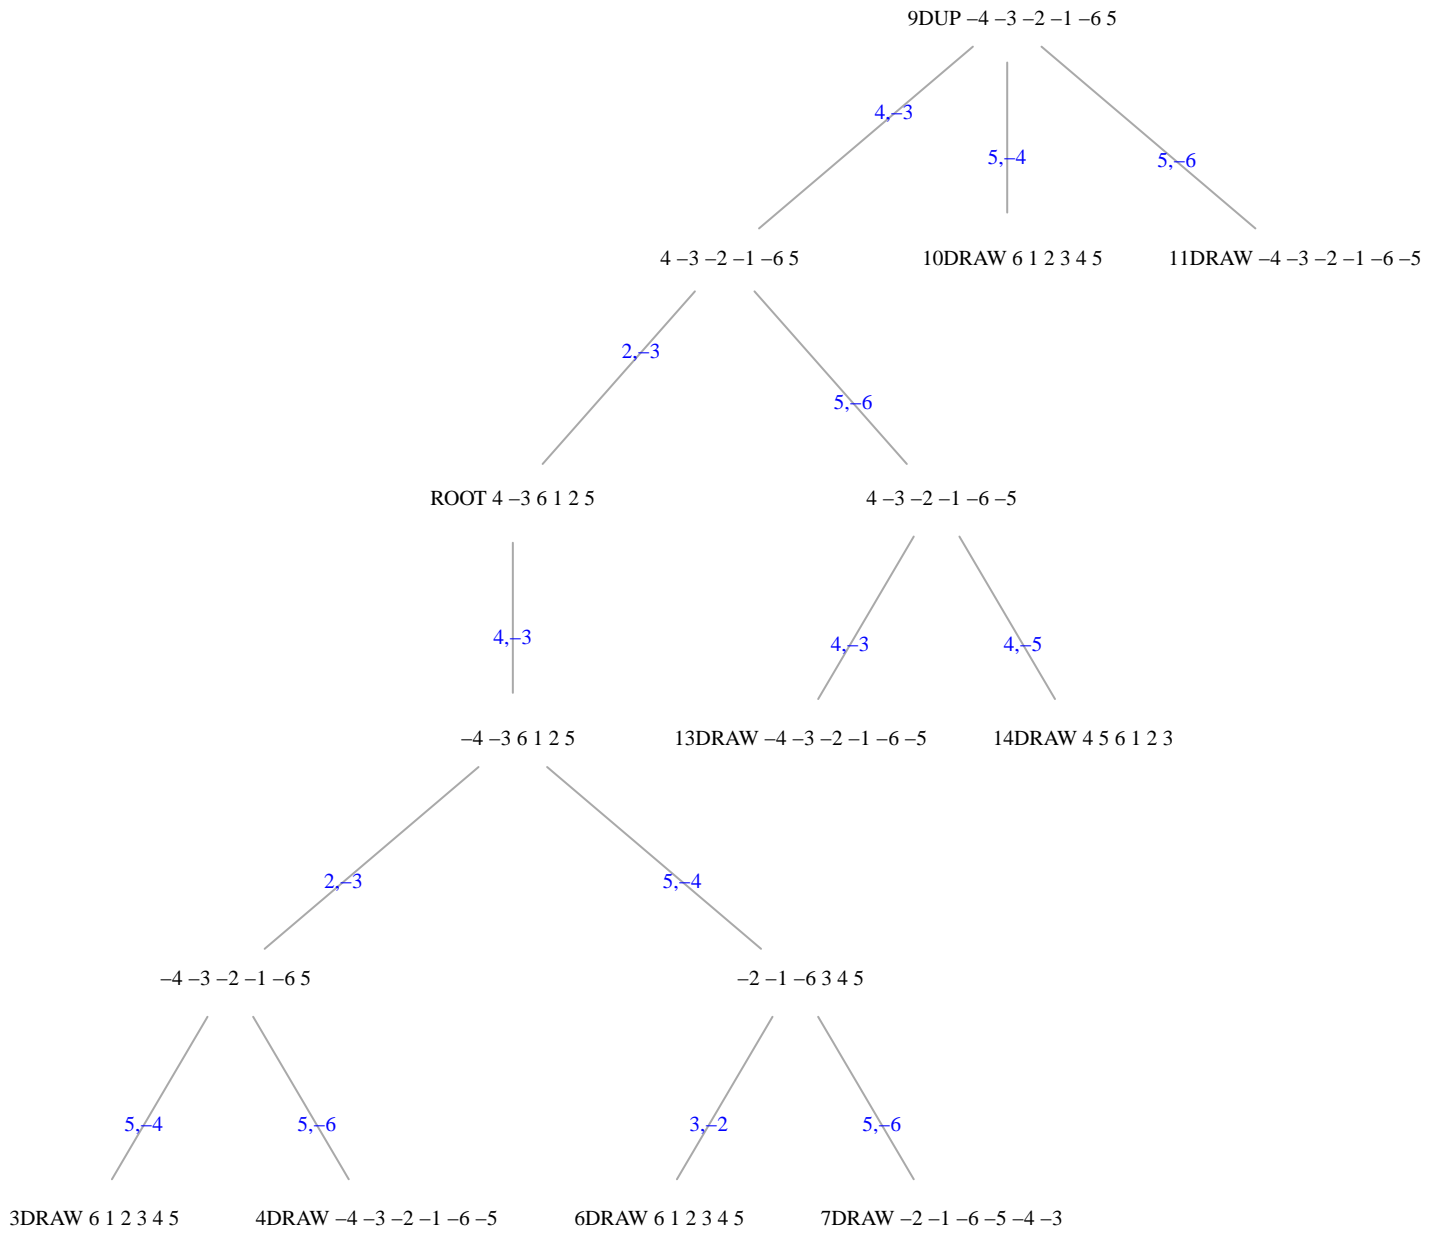 9DUP –4 –3 –2 –1 –6 5
4,–3
5,–4
5,–6
4 –3 –2 –1 –6 5
10DRAW 6 1 2 3 4 5
11DRAW –4 –3 –2 –1 –6 –5
2,–3
5,–6
ROOT 4 –3 6 1 2 5
4 –3 –2 –1 –6 –5
4,–3
4,–3
4,–5
–4 –3 6 1 2 5
13DRAW –4 –3 –2 –1 –6 –5
14DRAW 4 5 6 1 2 3
2,–3
5,–4
–4 –3 –2 –1 –6 5
–2 –1 –6 3 4 5
5,–4
5,–6
3,–2
5,–6
3DRAW 6 1 2 3 4 5
4DRAW –4 –3 –2 –1 –6 –5
6DRAW 6 1 2 3 4 5
7DRAW –2 –1 –6 –5 –4 –3